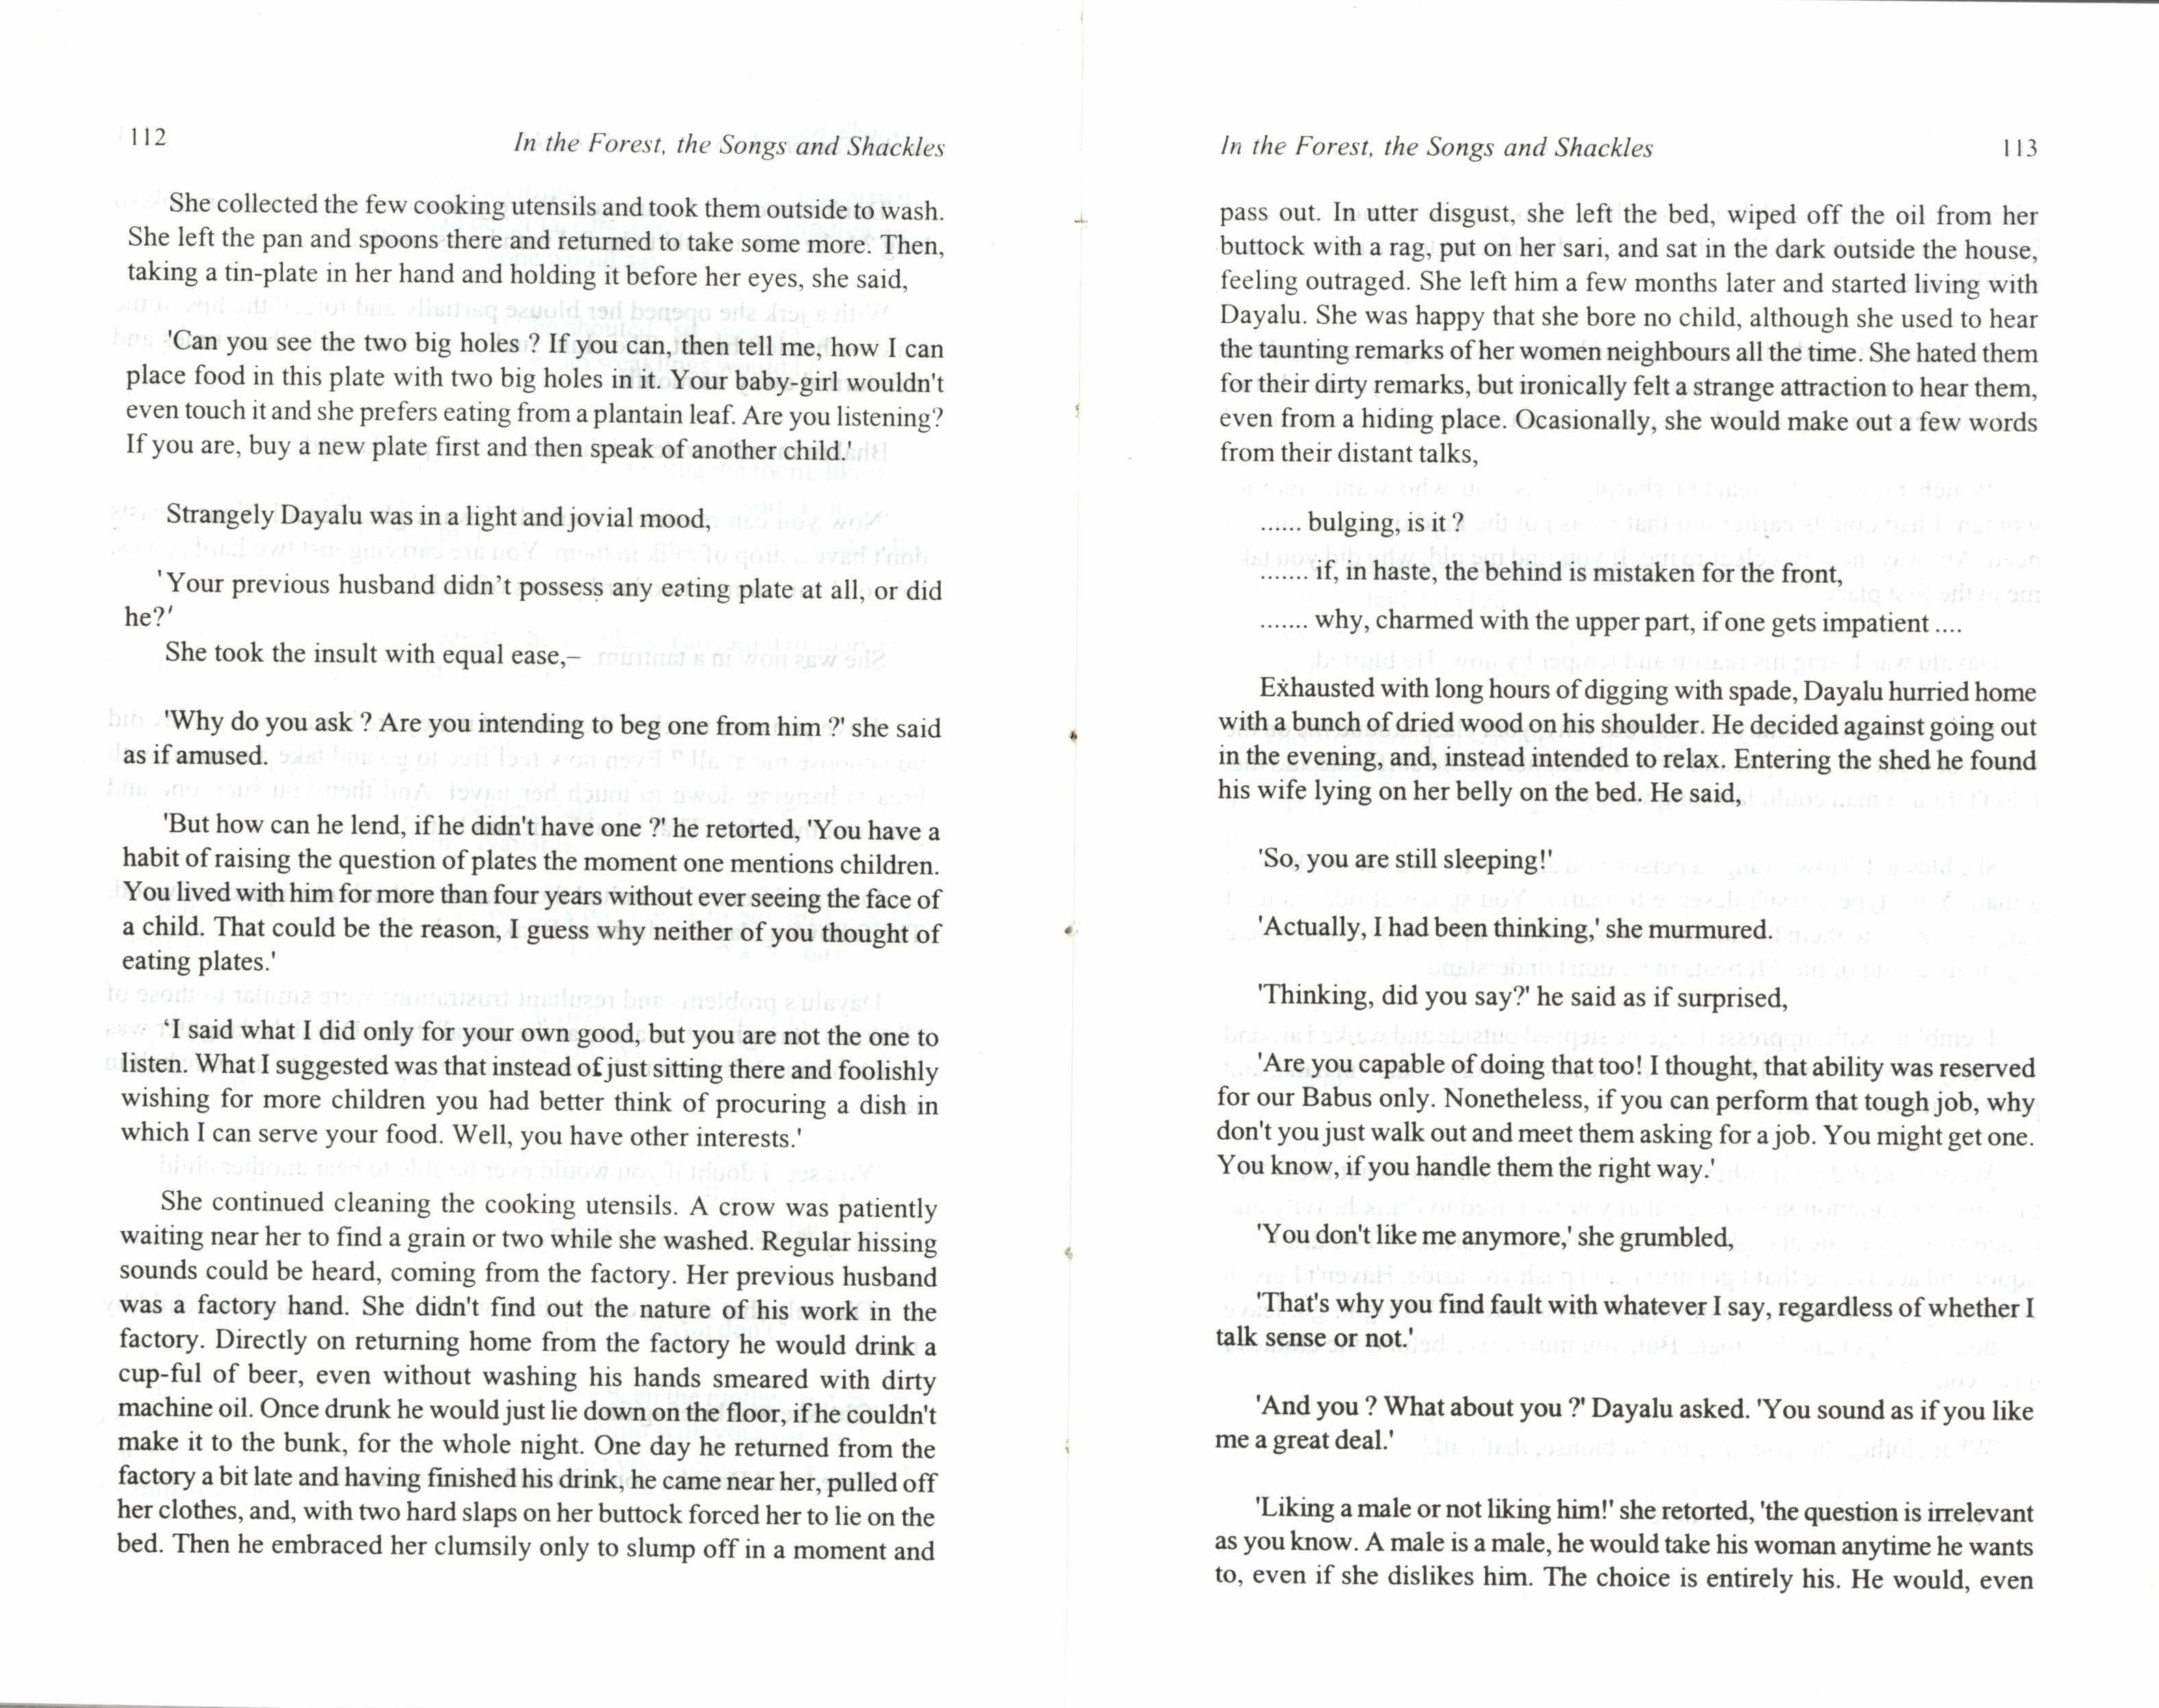 112
In the Forest, the Songs and Shackles
She collected the few cooking utensils and took them outside to wash.
She left the pan and spoons there and returned to take some more. Then,
taking a tin-plate in her hand and holding it before her eyes, she said,
'Can you see the two big holes ? If you can, then tell me, how I can
place food in this plate with two big holes in it. Your baby-girl wouldn't
even touch it and she prefers eating from a plantain leaf. Are you listening?
If you are, buy a new plate first and then speak of another child.'
Strangely Dayalu was in a light and jovial mood,
'Your previous husband didn't possess any eating plate at all, or did
he?'
She took the insult with equal ease,–
'Why do you ask ? Are you intending to beg one from him ?' she said
as if amused.
'But how can he lend, if he didn't have one ?' he retorted, 'You have a
habit of raising the question of plates the moment one mentions children.
You lived with him for more than four years without ever seeing the face of
a child. That could be the reason, I guess why neither of you thought of
eating plates.'
'I said what I did only for your own good, but you are not the one to
listen. What I suggested was that instead of just sitting there and foolishly
wishing for more children you had better think of procuring a dish in
which I can serve your food. Well, you have other interests.'
She continued cleaning the cooking utensils. A crow was patiently
waiting near her to find a grain or two while she washed. Regular hissing
sounds could be heard, coming from the factory. Her previous husband
was a factory hand. She didn't find out the nature of his work in the
factory. Directly on returning home from the factory he would drink a
cup-ful of beer, even without washing his hands smeared with dirty
machine oil. Once drunk he would just lie down on the floor, if he couldn't
make it to the bunk, for the whole night. One day he returned from the
factory a bit late and having finished his drink, he came near her, pulled off
her clothes, and, with two hard slaps on her buttock forced her to lie on the
bed. Then he embraced her clumsily only to slump off in a moment and
In the Forest, the Songs and Shackles
113
pass out. In utter disgust, she left the bed, wiped off the oil from her
buttock with a rag, put on her sari, and sat in the dark outside the house,
feeling outraged. She left him a few months later and started living with
Dayalu. She was happy that she bore no child, although she used to hear
the taunting remarks of her women neighbours all the time. She hated them
for their dirty remarks, but ironically felt a strange attraction to hear them,
even from a hiding place. Ocasionally, she would make out a few words
from their distant talks,
...... bulging, is it ?
....... if, in haste, the behind is mistaken for the front,
....... why, charmed with the upper part, if one gets impatient ....
Exhausted with long hours of digging with spade, Dayalu hurried home
with a bunch of dried wood on his shoulder. He decided against going out
in the evening, and, instead intended to relax. Entering the shed he found
his wife lying on her belly on the bed. He said,
'So, you are still sleeping!'
'Actually, I had been thinking,' she murmured.
'Thinking, did you say?' he said as if surprised,
'Are you capable of doing that too! I thought, that ability was reserved
for our Babus only. Nonetheless, if you can perform that tough job, why
don't you just walk out and meet them asking for a job. You might get one.
You know, if you handle them the right way.'
'You don't like me anymore,' she grumbled,
'That's why you find fault with whatever I say, regardless of whether I
talk sense or not.'
'And you ? What about you ?' Dayalu asked. 'You sound as if you like
me a great deal.'
'Liking a male or not liking him!' she retorted, 'the question is irrelevant
as you know. A male is a male, he would take his woman anytime he wants
to, even if she dislikes him. The choice is entirely his. He would, even